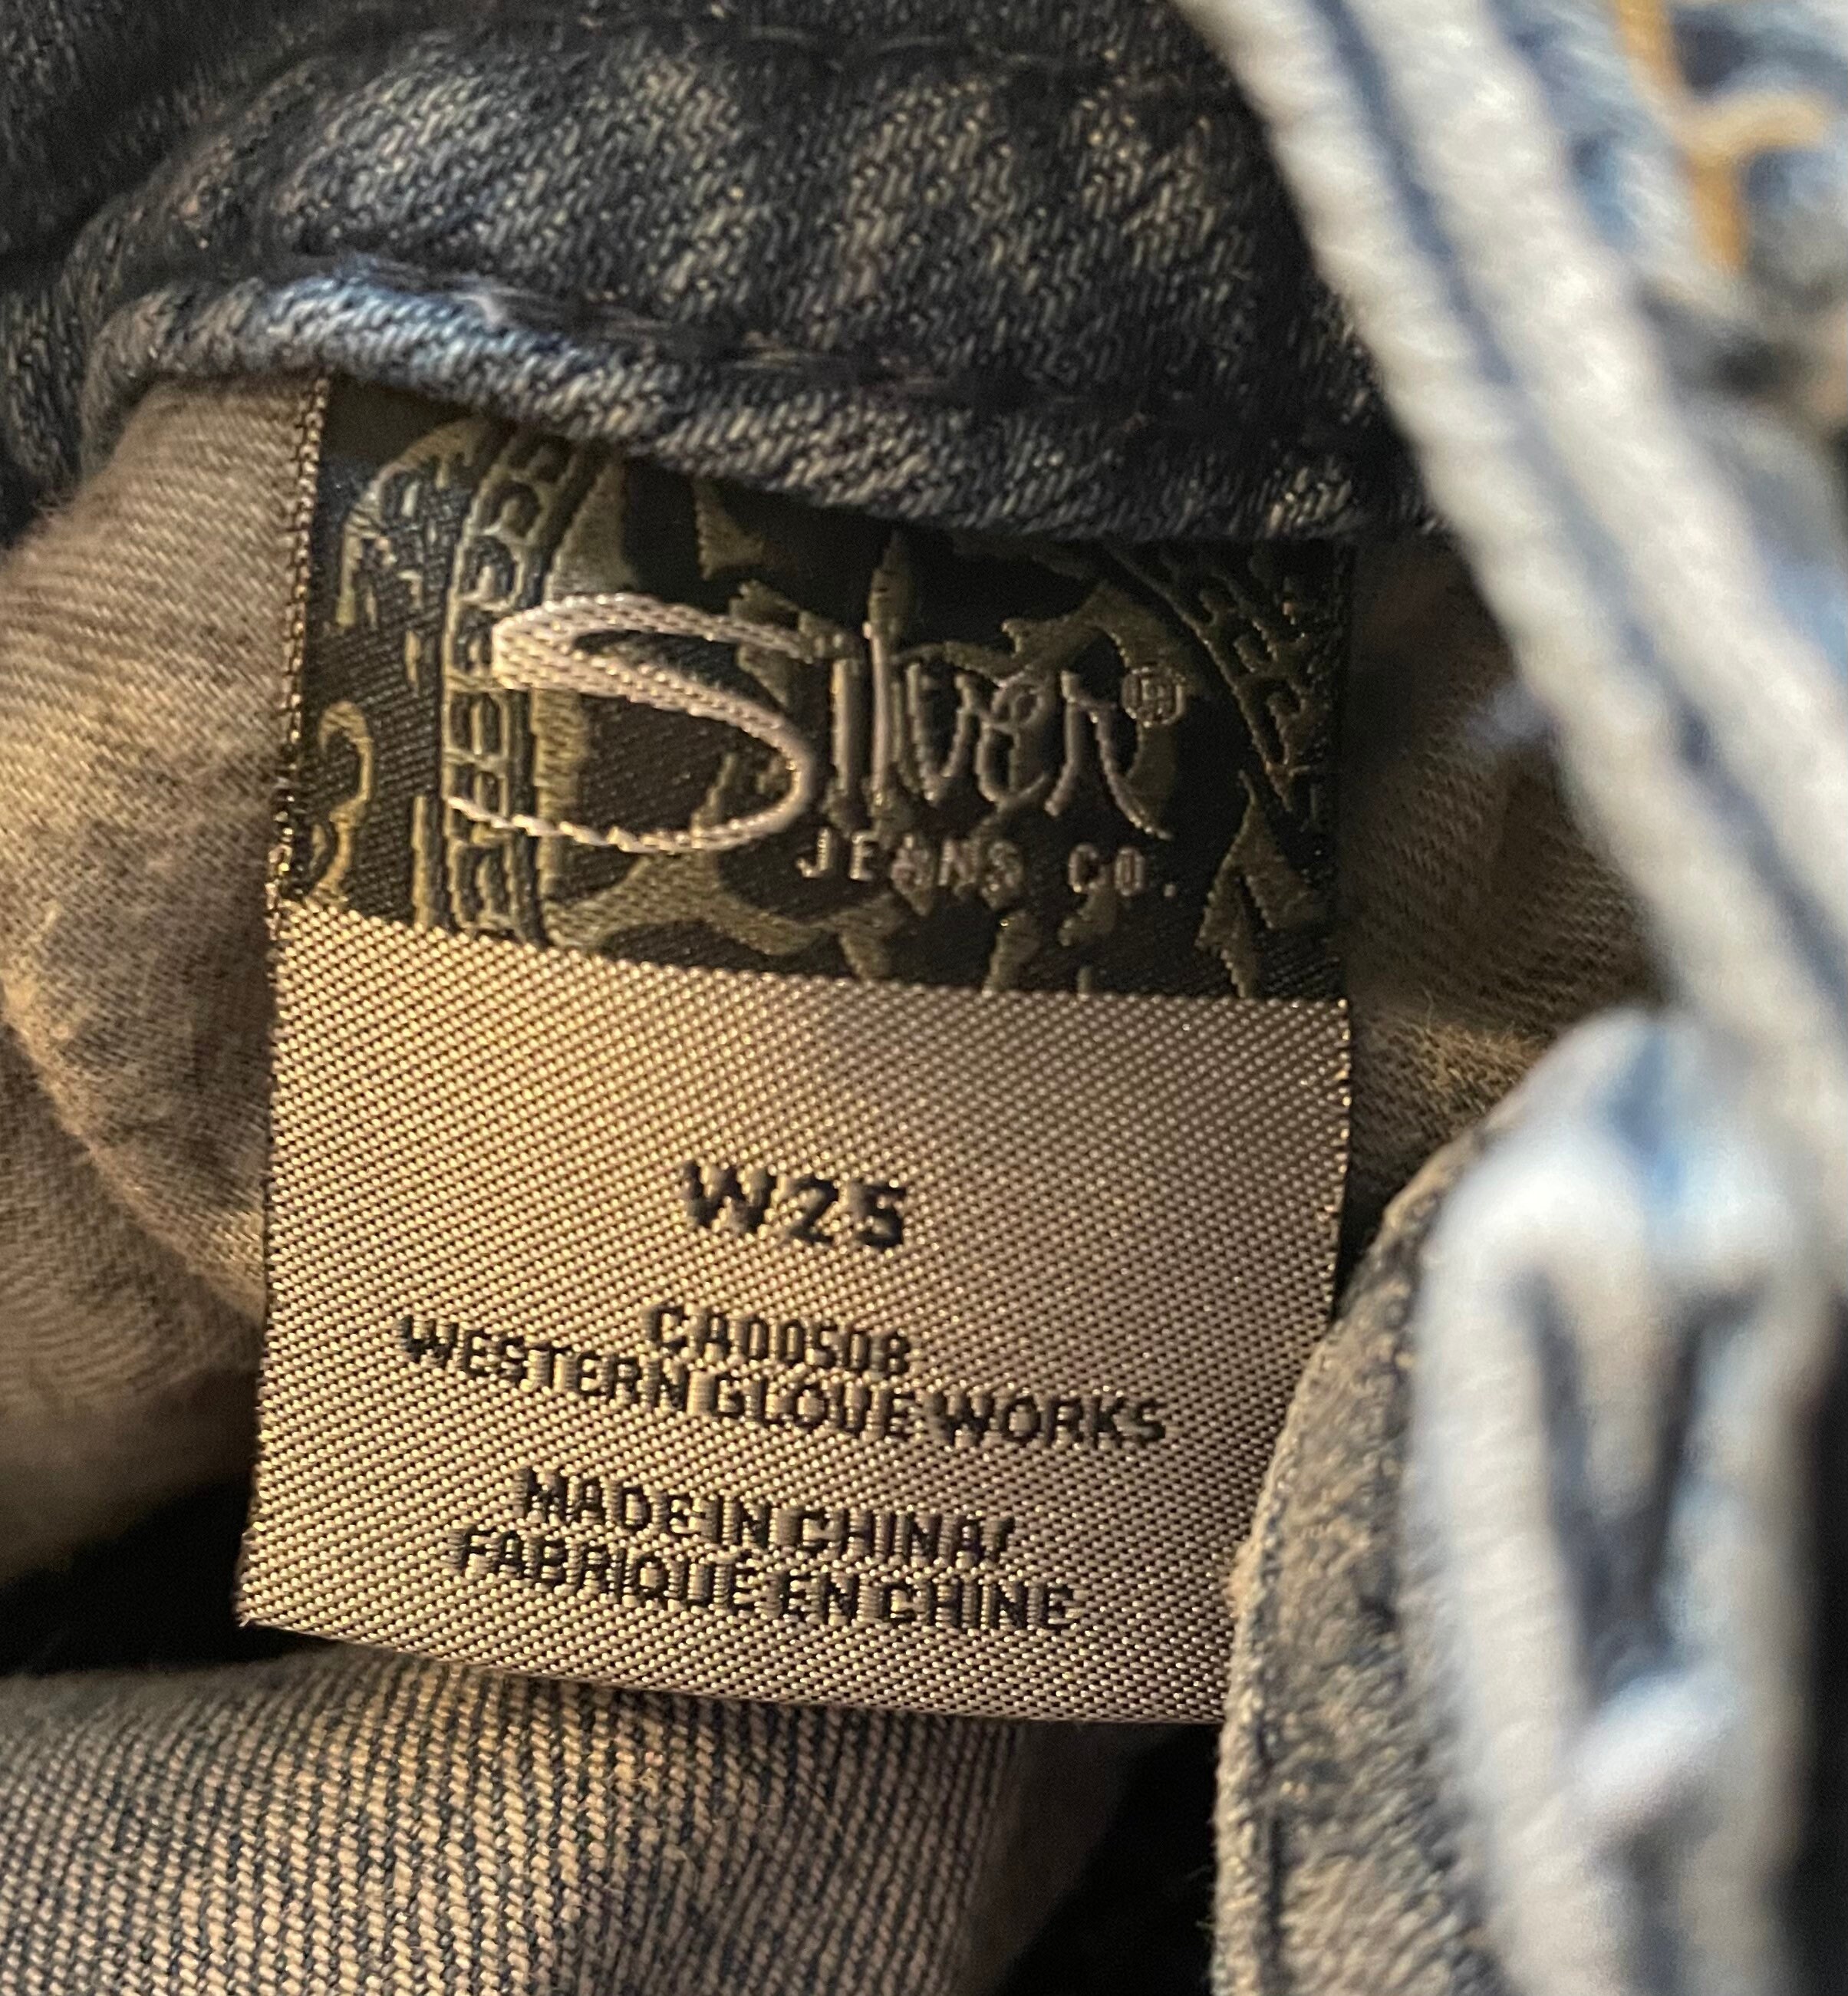 Silver®
JEANS CO.
W25
CA00508
WESTERN GLOVE WORKS
MADE IN CHINA/
FABRIQUÉ EN CHINE